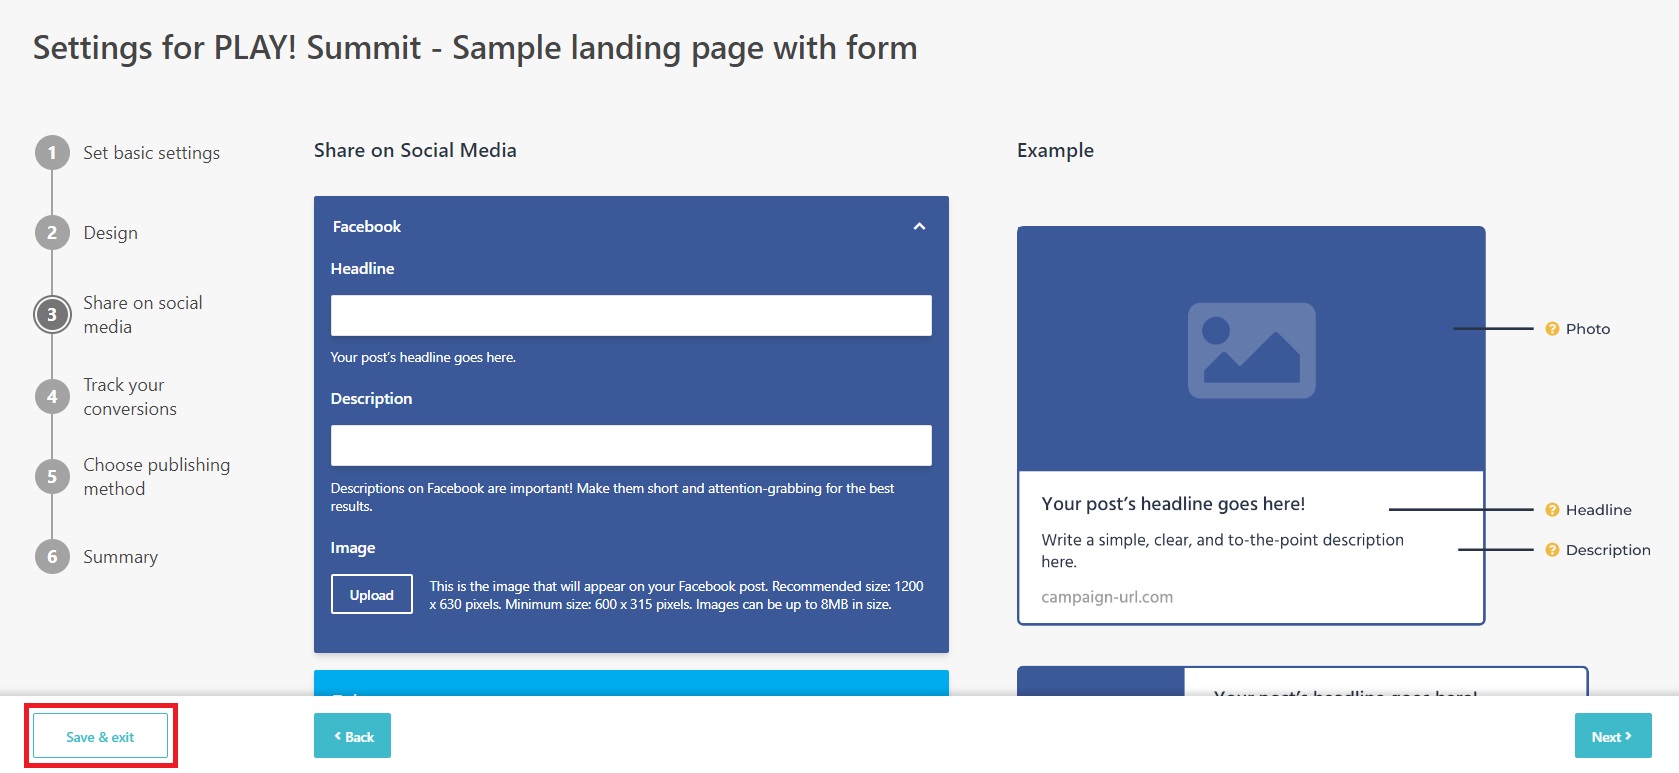 Settings for PLAY! Summit - Sample landing page with form
1 Set basic settings
2 Design
3 Share on social
media
4 Track your
conversions
5 Choose publishing
method
6 Summary
Share on Social Media
Facebook
Headline
Your post's headline goes here.
Description
Descriptions on Facebook are important! Make them short and attention-grabbing for the best
results.
Image
Upload
This is the image that will appear on your Facebook post. Recommended size: 1200
x 630 pixels. Minimum size: 600 x 315 pixels. Images can be up to 8MB in size.
Example
? Photo
Your post's headline goes here!
? Headline
Write a simple, clear, and to-the-point description
here.
? Description
campaign-url.com
Your post's headline goes here!
Save & exit
Back
Next